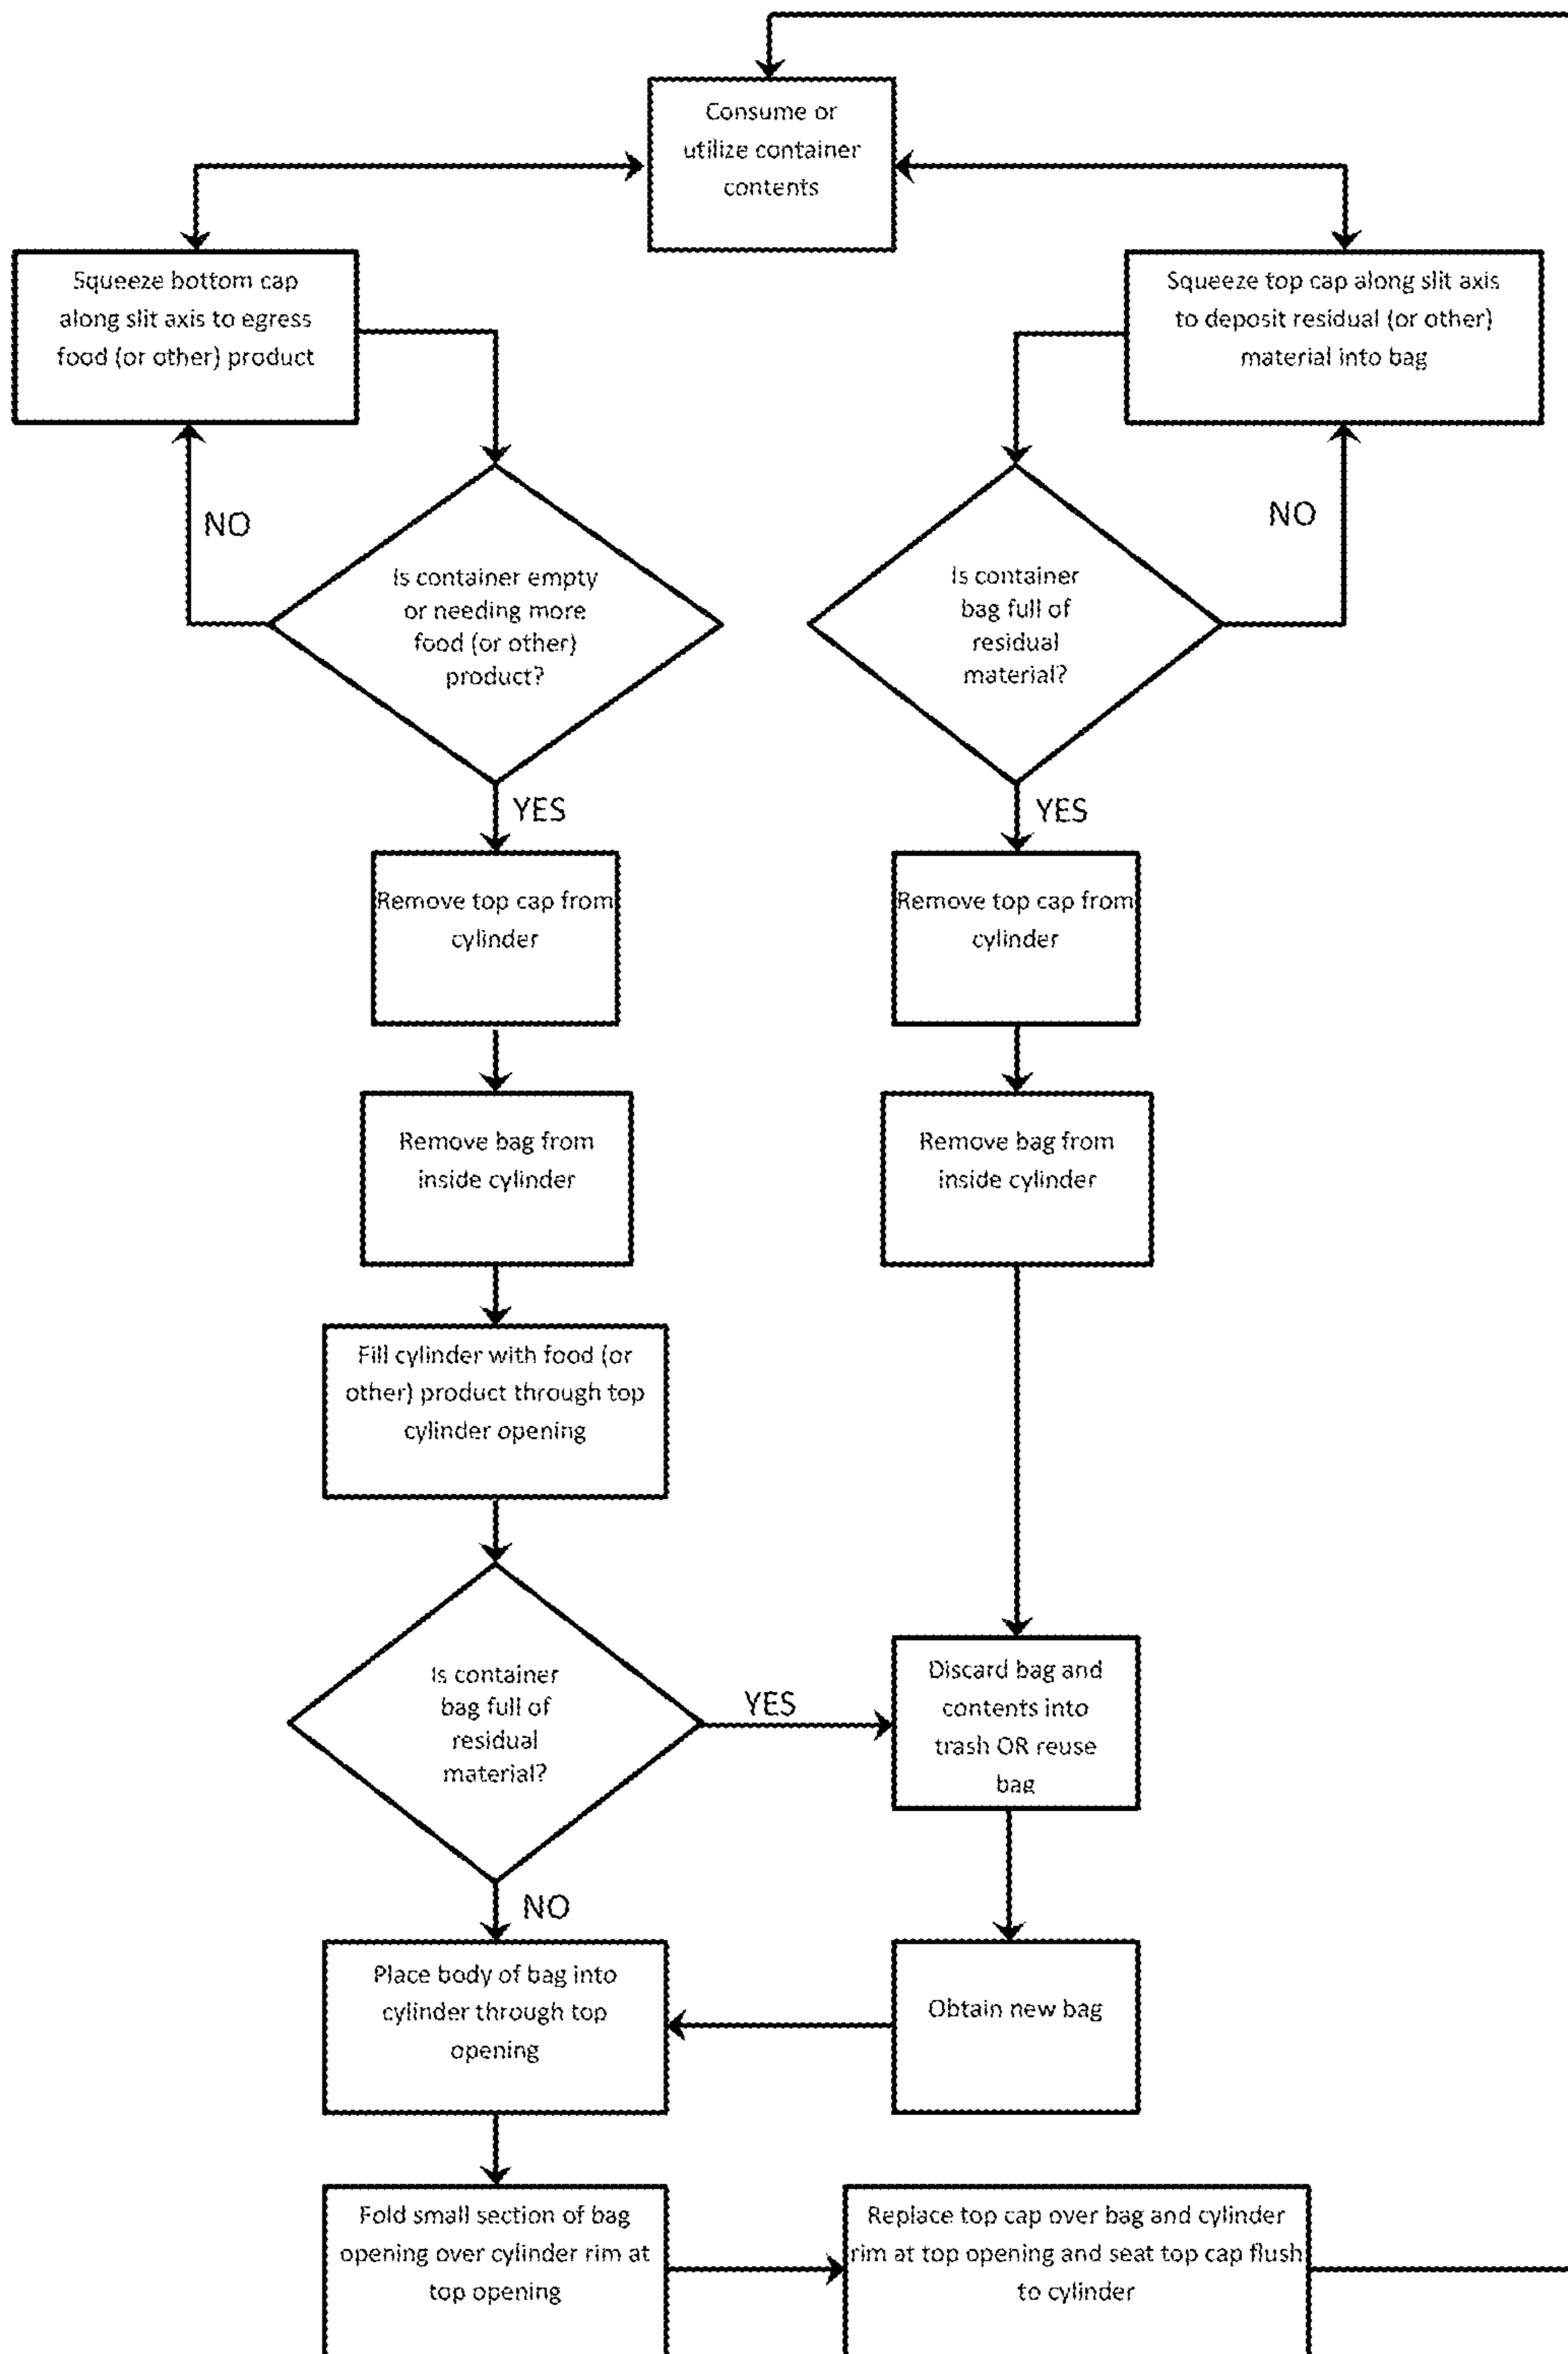 Consume or
utilize container
contents
Squeeze bottom cap
along slit axis to egress
food (or other) product
Squeeze top cap along slit axis
to deposit residual (or other)
material into bag
NO
NO
Is container empty
or needing more
food (or other)
product?
Is container
bag full of
residual
material?
YES
YES
Remove top cap from
cylinder
Remove top cap from
cylinder
Remove bag from
inside cylinder
Remove bag from
inside cylinder
Fill cylinder with food (or
other) product through top
cylinder opening
Is container
bag full of
residual
material?
YES
Discard bag and
contents into
trash OR reuse
bag
NO
Place body of bag into
cylinder through top
opening
Obtain new bag
Fold small section of bag
opening over cylinder rim at
top opening
Replace top cap over bag and cylinder
rim at top opening and seat top cap flush
to cylinder